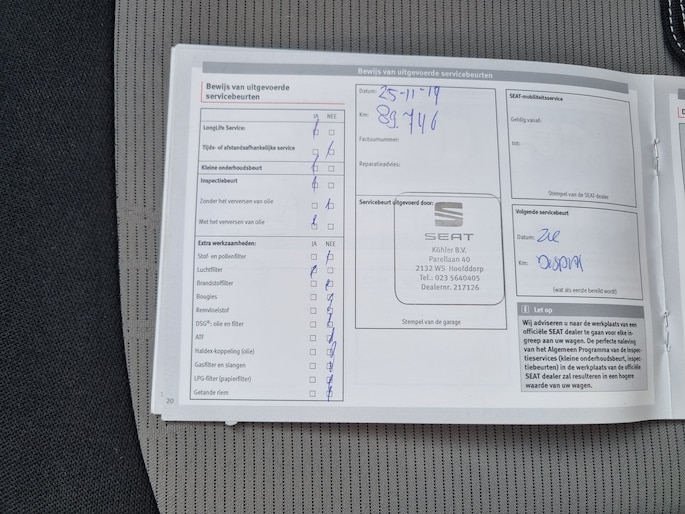 Bewijs van uitgevoerde servicebeurten
Bewijs van uitgevoerde
servicebeurten
JA NEE
LongLife Service:
Tijds- of afstandsafhankelijke service
Kleine onderhoudsbeurt
Inspectiebeurt
Zonder het verversen van olie
Met het verversen van olie
Extra werkzaamheden: JA NEE
Stof- en pollenfilter
Luchtfilter
Brandstoffilter
Bougies
Remvloeistof
DSG®: olie en filter
ATF
Haldex-koppeling (olie)
Gasfilter en slangen
LPG-filter (papierfilter)
Getande riem
20
Datum: 25-11-19
Km: 89.746
Factuurnummer:
Reparatieadvies:
Servicebeurt uitgevoerd door:
SEAT
Köhler B.V.
Parellaan 40
2132 WS Hoofddorp
Tel.: 023 5640405
Dealernr. 217126
Stempel van de garage
SEAT-mobiliteitsservice
Geldig vanaf:
tot:
Stempel van de SEAT dealer
Volgende servicebeurt
Datum: Zie
Km: Display
(wat als eerste bereikt wordt)
Let op
Wij adviseren u naar de werkplaats van een
officiële SEAT dealer te gaan voor elke in-
greep aan uw wagen. De perfecte naleving
van het Algemeen Programma van de inspec-
tieservices (kleine onderhoudsbeurt, inspec-
tiebeurten) in de werkplaats van de officiële
SEAT dealer zal resulteren in een hogere
waarde van uw wagen.